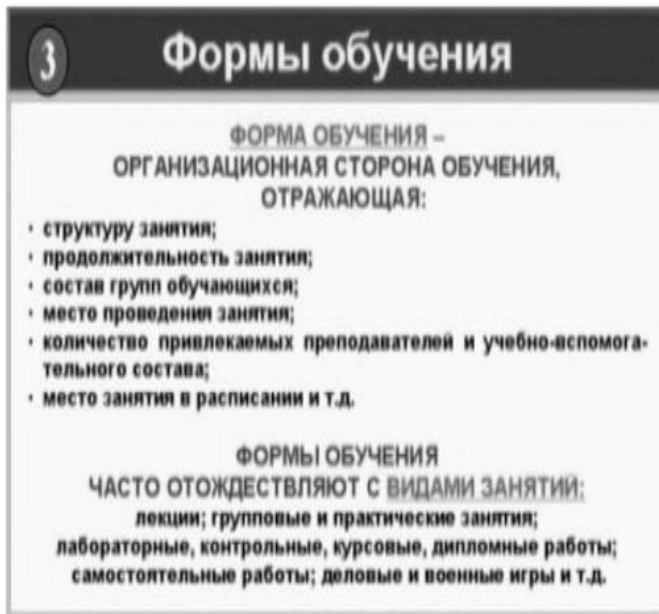 3
Формы обучения
ФОРМА ОБУЧЕНИЯ –
ОРГАНИЗАЦИОННАЯ СТОРОНА ОБУЧЕНИЯ,
ОТРАЖАЮЩАЯ:
· структуру занятия;
· продолжительность занятия;
· состав групп обучающихся;
· место проведения занятия;
· количество привлекаемых преподавателей и учебно-вспомога-
тельного состава;
· место занятия в расписании и т.д.
ФОРМЫ ОБУЧЕНИЯ
ЧАСТО ОТОЖДЕСТВЛЯЮТ С ВИДАМИ ЗАНЯТИЙ:
лекции; групповые и практические занятия;
лабораторные, контрольные, курсовые, дипломные работы;
самостоятельные работы; деловые и военные игры и т.д.